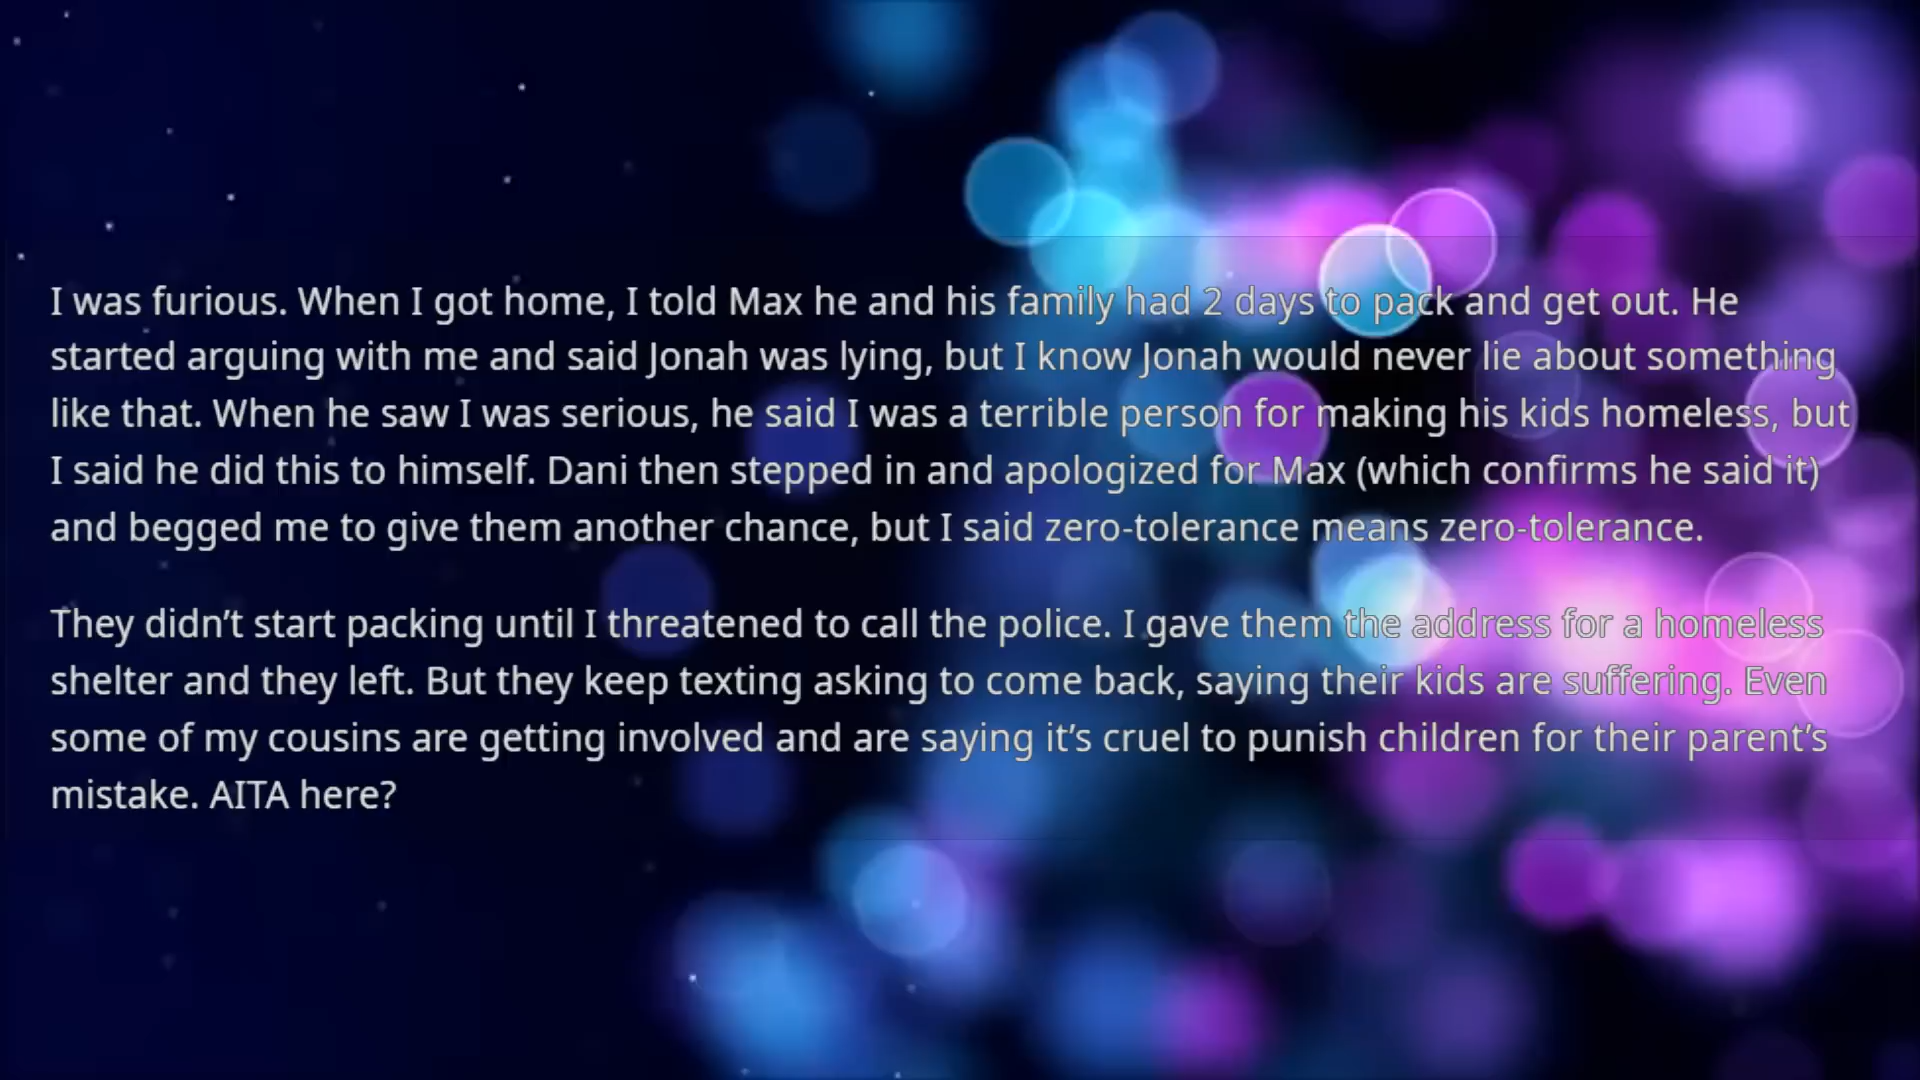 I was furious. When I got home, I told Max he and his family had 2 days to pack and get out. He
started arguing with me and said Jonah was lying, but I know Jonah would never lie about something
like that. When he saw I was serious, he said I was a terrible person for making his kids homeless, but
I said he did this to himself. Dani then stepped in and apologized for Max (which confirms he said it)
and begged me to give them another chance, but I said zero-tolerance means zero-tolerance.
They didn’t start packing until I threatened to call the police. I gave them the address for a homeless
shelter and they left. But they keep texting asking to come back, saying their kids are suffering. Even
some of my cousins are getting involved and are saying it’s cruel to punish children for their parent’s
mistake. AITA here?